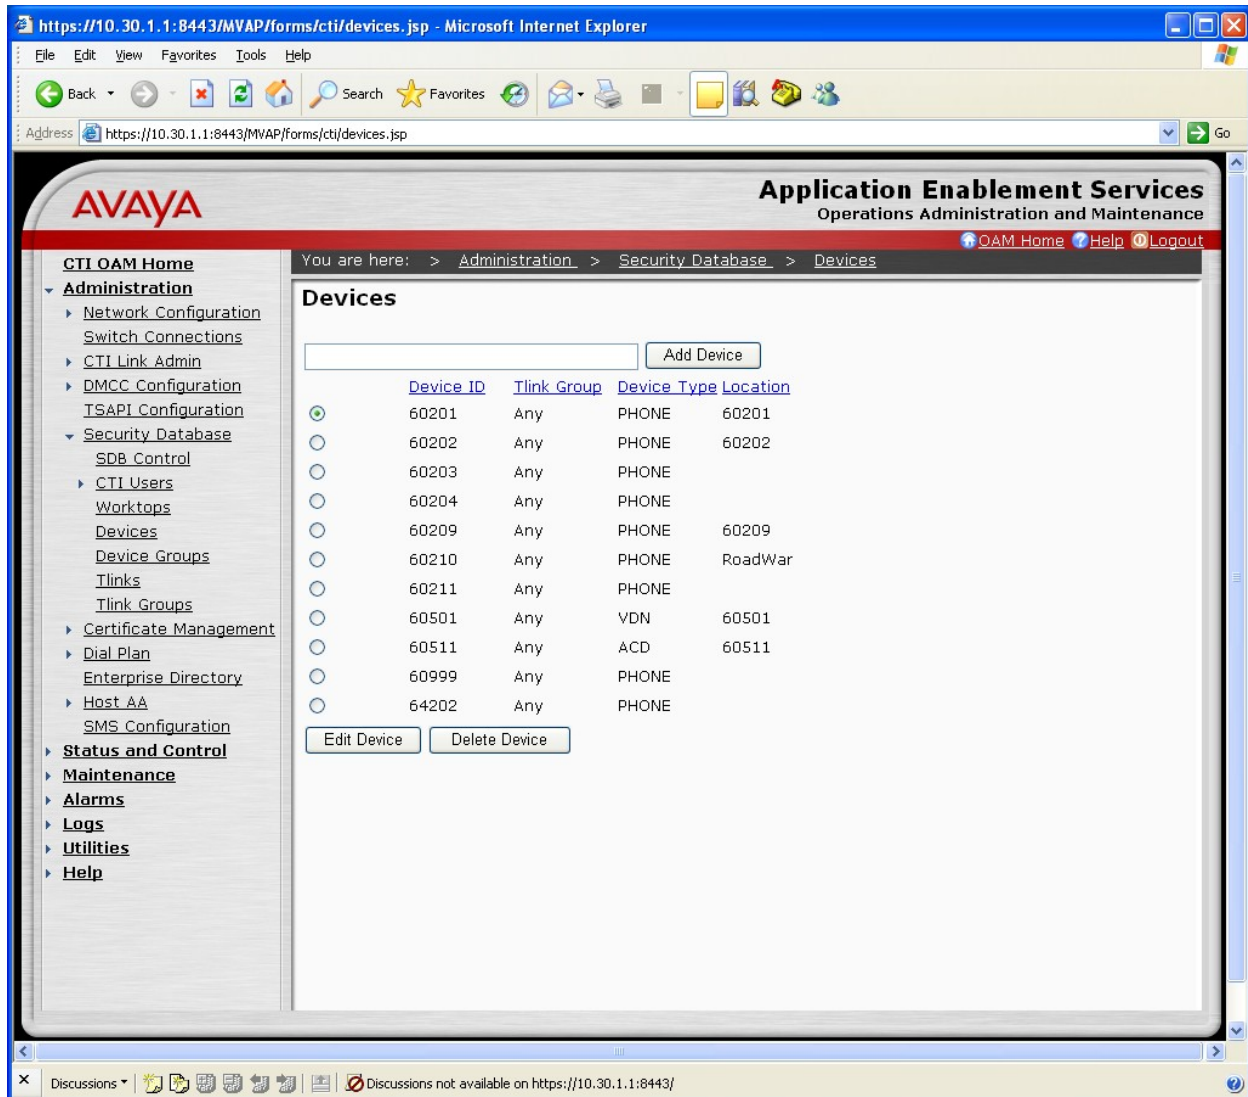 https://10.30.1.1:8443/MVAP/forms/cti/devices.jsp - Microsoft Internet Explorer
File Edit View Favorites Tools Help
Back Search Favorites
Address https://10.30.1.1:8443/MVAP/forms/cti/devices.jsp Go
AVAYA
Application Enablement Services
Operations Administration and Maintenance
OAM Home Help Logout
You are here: > Administration > Security Database > Devices
CTI OAM Home
Administration
Network Configuration
Switch Connections
CTI Link Admin
DMCC Configuration
TSAPI Configuration
Security Database
SDB Control
CTI Users
Worktops
Devices
Device Groups
Tlinks
Tlink Groups
Certificate Management
Dial Plan
Enterprise Directory
Host AA
SMS Configuration
Status and Control
Maintenance
Alarms
Logs
Utilities
Help
Devices
Add Device
Device ID Tlink Group Device Type Location
60201 Any PHONE 60201
60202 Any PHONE 60202
60203 Any PHONE
60204 Any PHONE
60209 Any PHONE 60209
60210 Any PHONE RoadWar
60211 Any PHONE
60501 Any VDN 60501
60511 Any ACD 60511
60999 Any PHONE
64202 Any PHONE
Edit Device Delete Device
Discussions Discussions not available on https://10.30.1.1:8443/